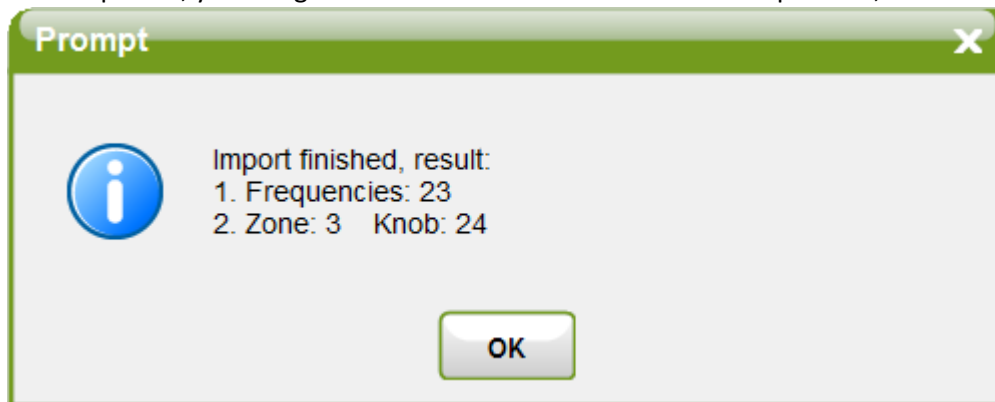 Prompt
Import finished, result:
1. Frequencies: 23
2. Zone: 3    Knob: 24
OK